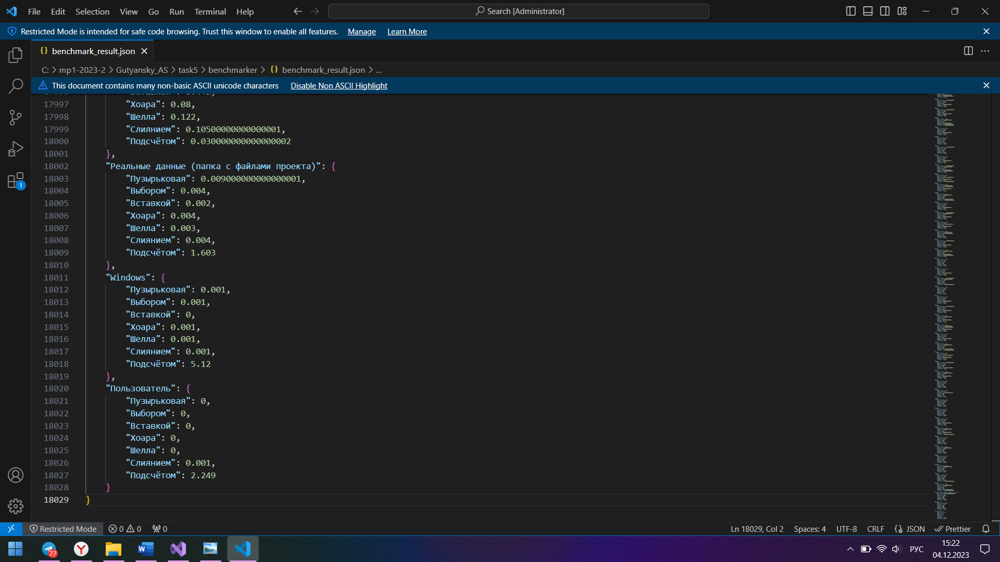 File Edit Selection View Go Run Terminal Help
Search [Administrator]
Restricted Mode is intended for safe code browsing. Trust this window to enable all features. Manage Learn More
{} benchmark_result.json
C: > mp1-2023-2 > Gutyansky_AS > task5 > benchmarker > {} benchmark_result.json > ...
This document contains many non-basic ASCII unicode characters Disable Non ASCII Highlight
17997 "Хоара": 0.08,
17998 "Шелла": 0.122,
17999 "Слиянием": 0.10500000000000001,
18000 "Подсчётом": 0.030000000000000002
18001 },
18002 "Реальные данные (папка с файлами проекта)": {
18003 "Пузырьковая": 0.009000000000000001,
18004 "Выбором": 0.004,
18005 "Вставкой": 0.002,
18006 "Хоара": 0.004,
18007 "Шелла": 0.003,
18008 "Слиянием": 0.004,
18009 "Подсчётом": 1.603
18010 },
18011 "Windows": {
18012 "Пузырьковая": 0.001,
18013 "Выбором": 0.001,
18014 "Вставкой": 0,
18015 "Хоара": 0.001,
18016 "Шелла": 0.001,
18017 "Слиянием": 0.001,
18018 "Подсчётом": 5.12
18019 },
18020 "Пользователь": {
18021 "Пузырьковая": 0,
18022 "Выбором": 0,
18023 "Вставкой": 0,
18024 "Хоара": 0,
18025 "Шелла": 0,
18026 "Слиянием": 0.001,
18027 "Подсчётом": 2.249
18028 }
18029 }
1
Restricted Mode 0 0 0 Ln 18029, Col 2 Spaces: 4 UTF-8 CRLF {} JSON Prettier
77
РУС
15:22
04.12.2023